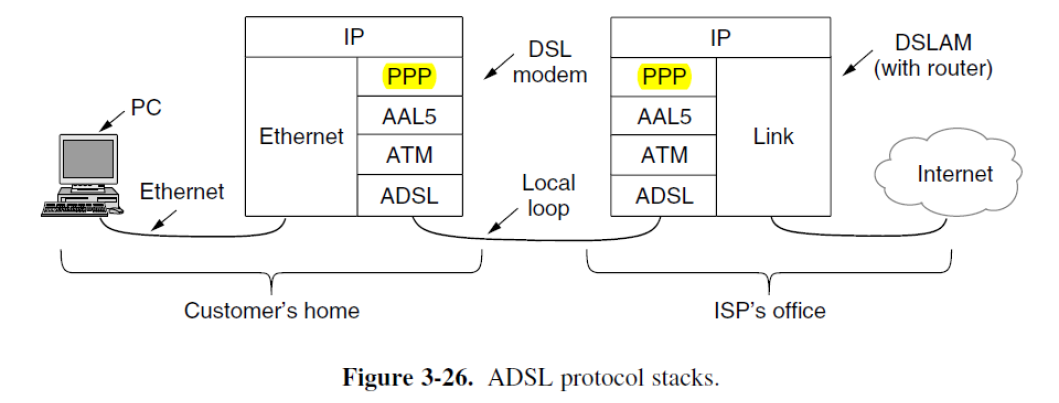 IP
IP
DSL
modem
DSLAM
(with router)
PPP
PPP
PC
Ethernet
AAL5
AAL5
Link
ATM
ATM
Internet
Ethernet
Local
loop
ADSL
ADSL
Customer’s home
ISP’s office
Figure 3-26. ADSL protocol stacks.